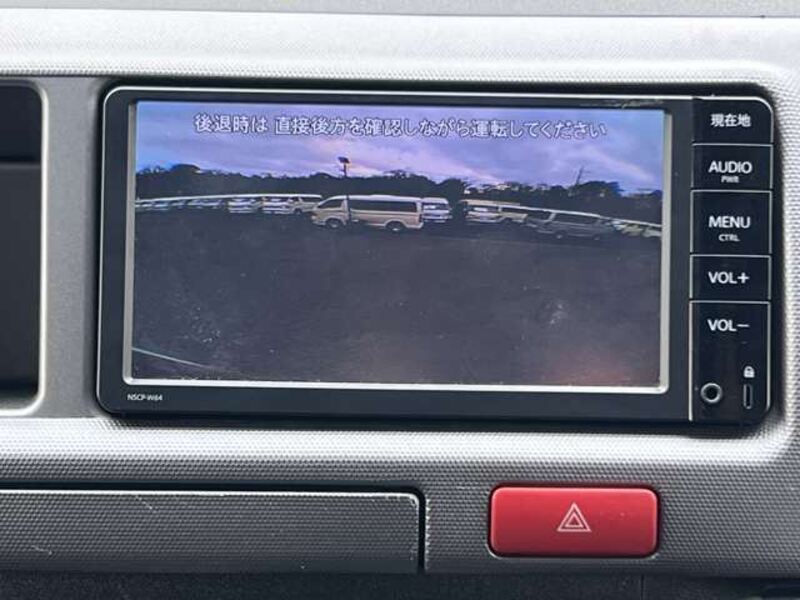 後退時は 直接後方を確認しながら運転してください
現在地
AUDIO
PWR
MENU
CTRL
VOL+
VOL−
NSCP-W64